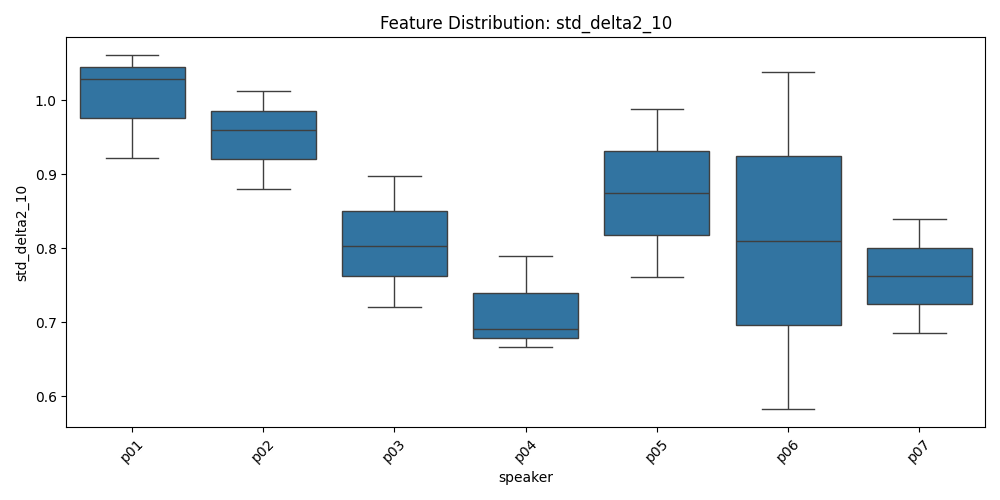 Feature Distribution: std_delta2_10
std_delta2_10
1.0
0.9
0.8
0.7
0.6
p01
p02
p03
p04
p05
p06
p07
speaker